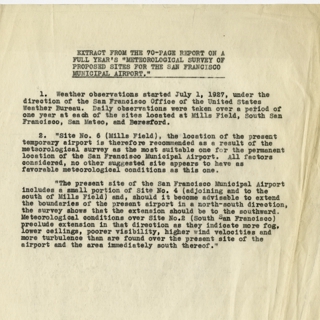 EXTRACT FROM THE 70-PAGE REPORT ON A
FULL YEAR'S "METEOROLOGICAL SURVEY OF
PROPOSED SITES FOR THE SAN FRANCISCO
MUNICIPAL AIRPORT."
1. Weather observations started July 1, 1927, under the
direction of the San Francisco Office of the United States
Weather Bureau. Daily observations were taken over a period of
one year at each of the sites located at Mills Field, South San
Francisco, San Mateo, and Beresford.
2. "Site No. 6 (Mills Field), the location of the present
temporary airport is therefore recommended as a result of the
meteorological survey as the most suitable one for the permanent
location of the San Francisco Municipal Airport. All factors
considered, no other suggested site appears to have as
favorable meteorological conditions as this one.
"The present site of the San Francisco Municipal Airport
includes a small portion of Site No. 4 (adjoining and to the
south of Mills Field) and, should it become advisable to extend
the boundaries of the present airport in a north-south direction,
the survey shows that the extension should be to the southward.
Meteorological conditions over Site No.2 (South San Francisco)
preclude extension in that direction as they indicate more fog,
lower ceilings, poorer visibility, higher wind velocities and
more turbulence than are found over the present site of the
airport and the area immediately south thereof."